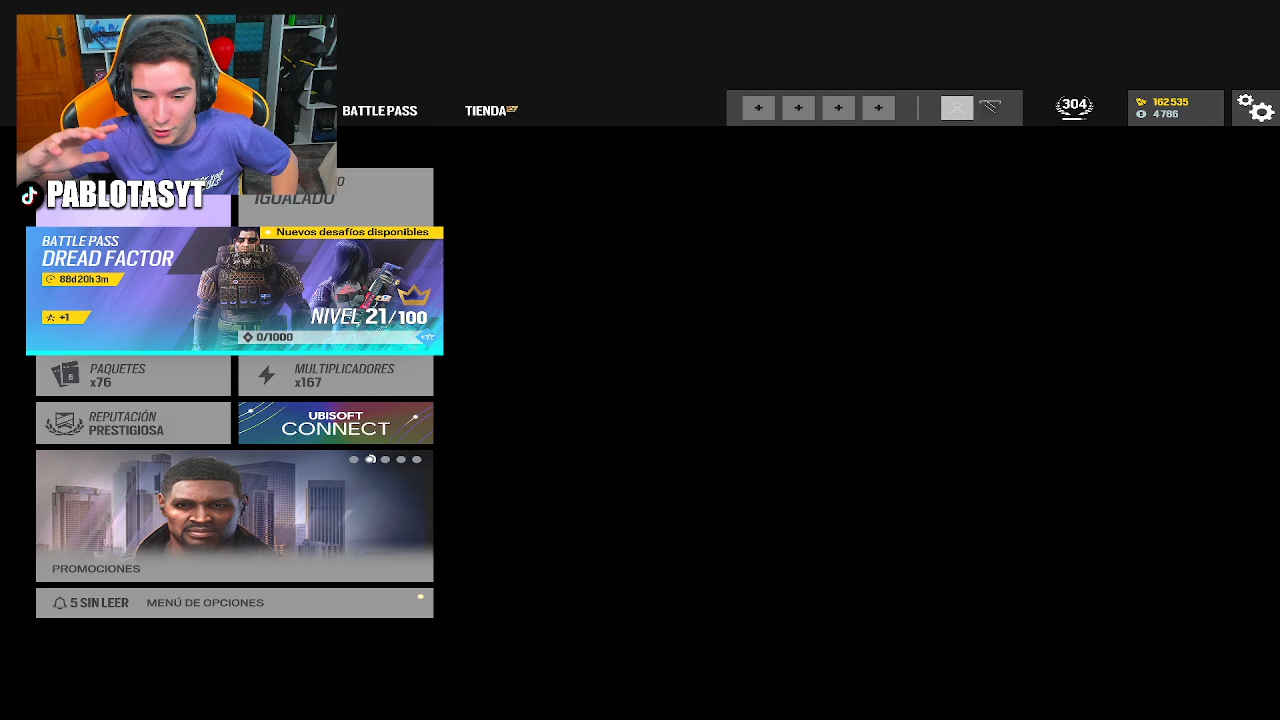 BATTLE PASS
TIENDA
304
162 535
4 786
PABLOTASYT
IGUALADO
Nuevos desafíos disponibles
BATTLE PASS
DREAD FACTOR
88d 20h 3m
+1
NIVEL 21/100
0/1000
PAQUETES
x76
MULTIPLICADORES
x167
REPUTACIÓN
PRESTIGIOSA
UBISOFT
CONNECT
PROMOCIONES
5 SIN LEER
MENÚ DE OPCIONES